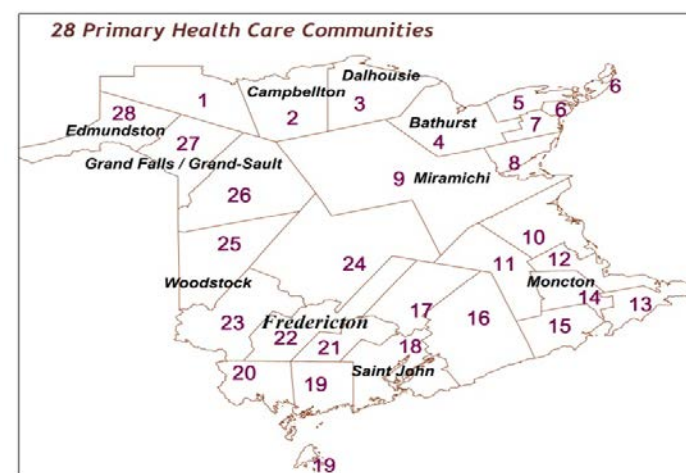 28 Primary Health Care Communities
Dalhousie
6
Campbellton
1
5
28
2
3
6
Bathurst
7
Edmundston
27
4
Grand Falls / Grand-Sault
8
9 Miramichi
26
10
25
24
11
12
Woodstock
Moncton
14
13
17
23
Fredericton
16
15
22
21
18
20
19
Saint John
19